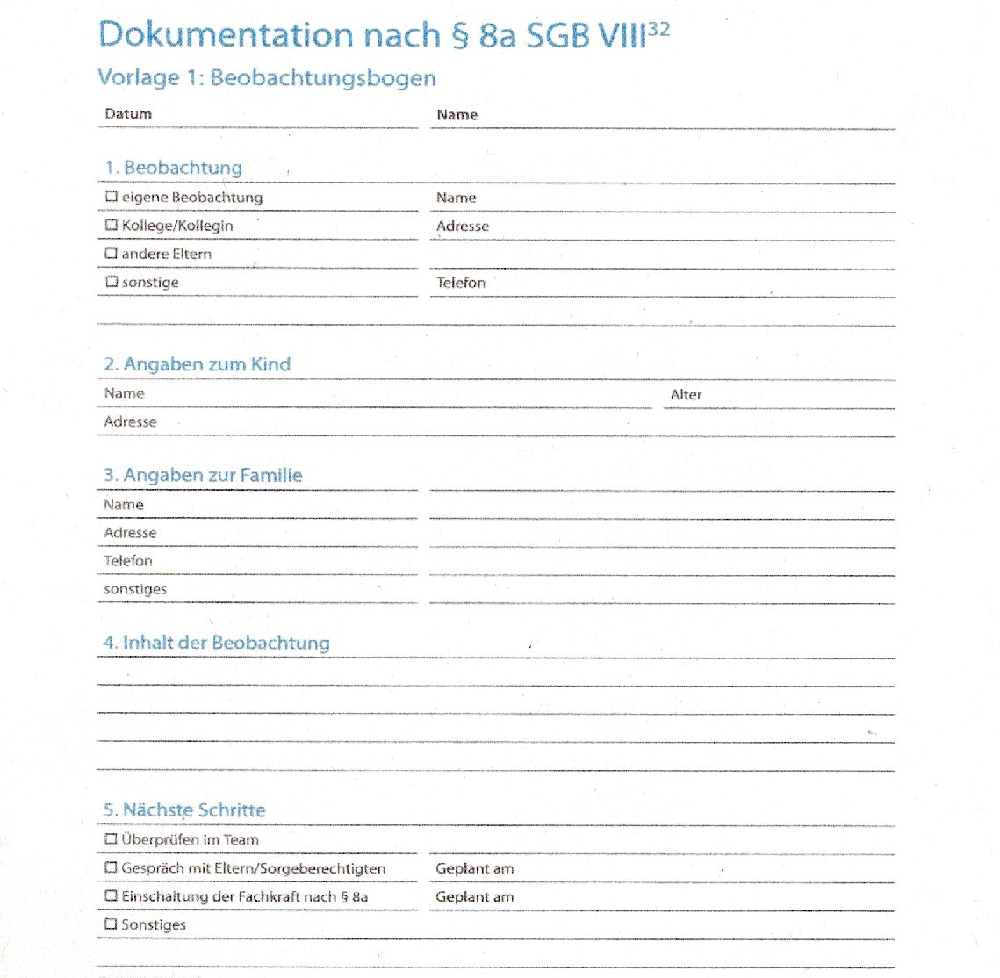 Dokumentation nach § 8a SGB VIII³²
Vorlage 1: Beobachtungsbogen
Datum Name
1. Beobachtung
☐ eigene Beobachtung Name
☐ Kollege/Kollegin Adresse
☐ andere Eltern
☐ sonstige Telefon
2. Angaben zum Kind
Name Alter
Adresse
3. Angaben zur Familie
Name
Adresse
Telefon
sonstiges
4. Inhalt der Beobachtung
5. Nächste Schritte
☐ Überprüfen im Team
☐ Gespräch mit Eltern/Sorgeberechtigten Geplant am
☐ Einschaltung der Fachkraft nach § 8a Geplant am
☐ Sonstiges